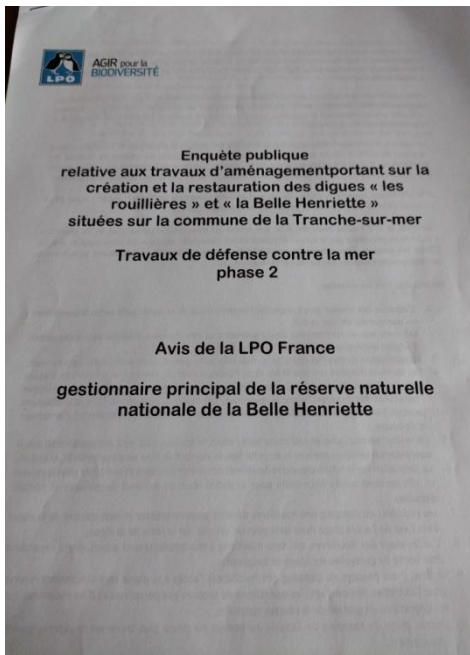 LPO
AGIR pour la
BIODIVERSITÉ
Enquète publique
relative aux travaux d'aménagementportant sur la
création et la restauration des digues « les
rouillières » et « la Belle Henriette »
situées sur la commune de la Tranche-sur-mer
Travaux de défense contre la mer
phase 2
Avis de la LPO France
gestionnaire principal de la réserve naturelle
nationale de la Belle Henriette